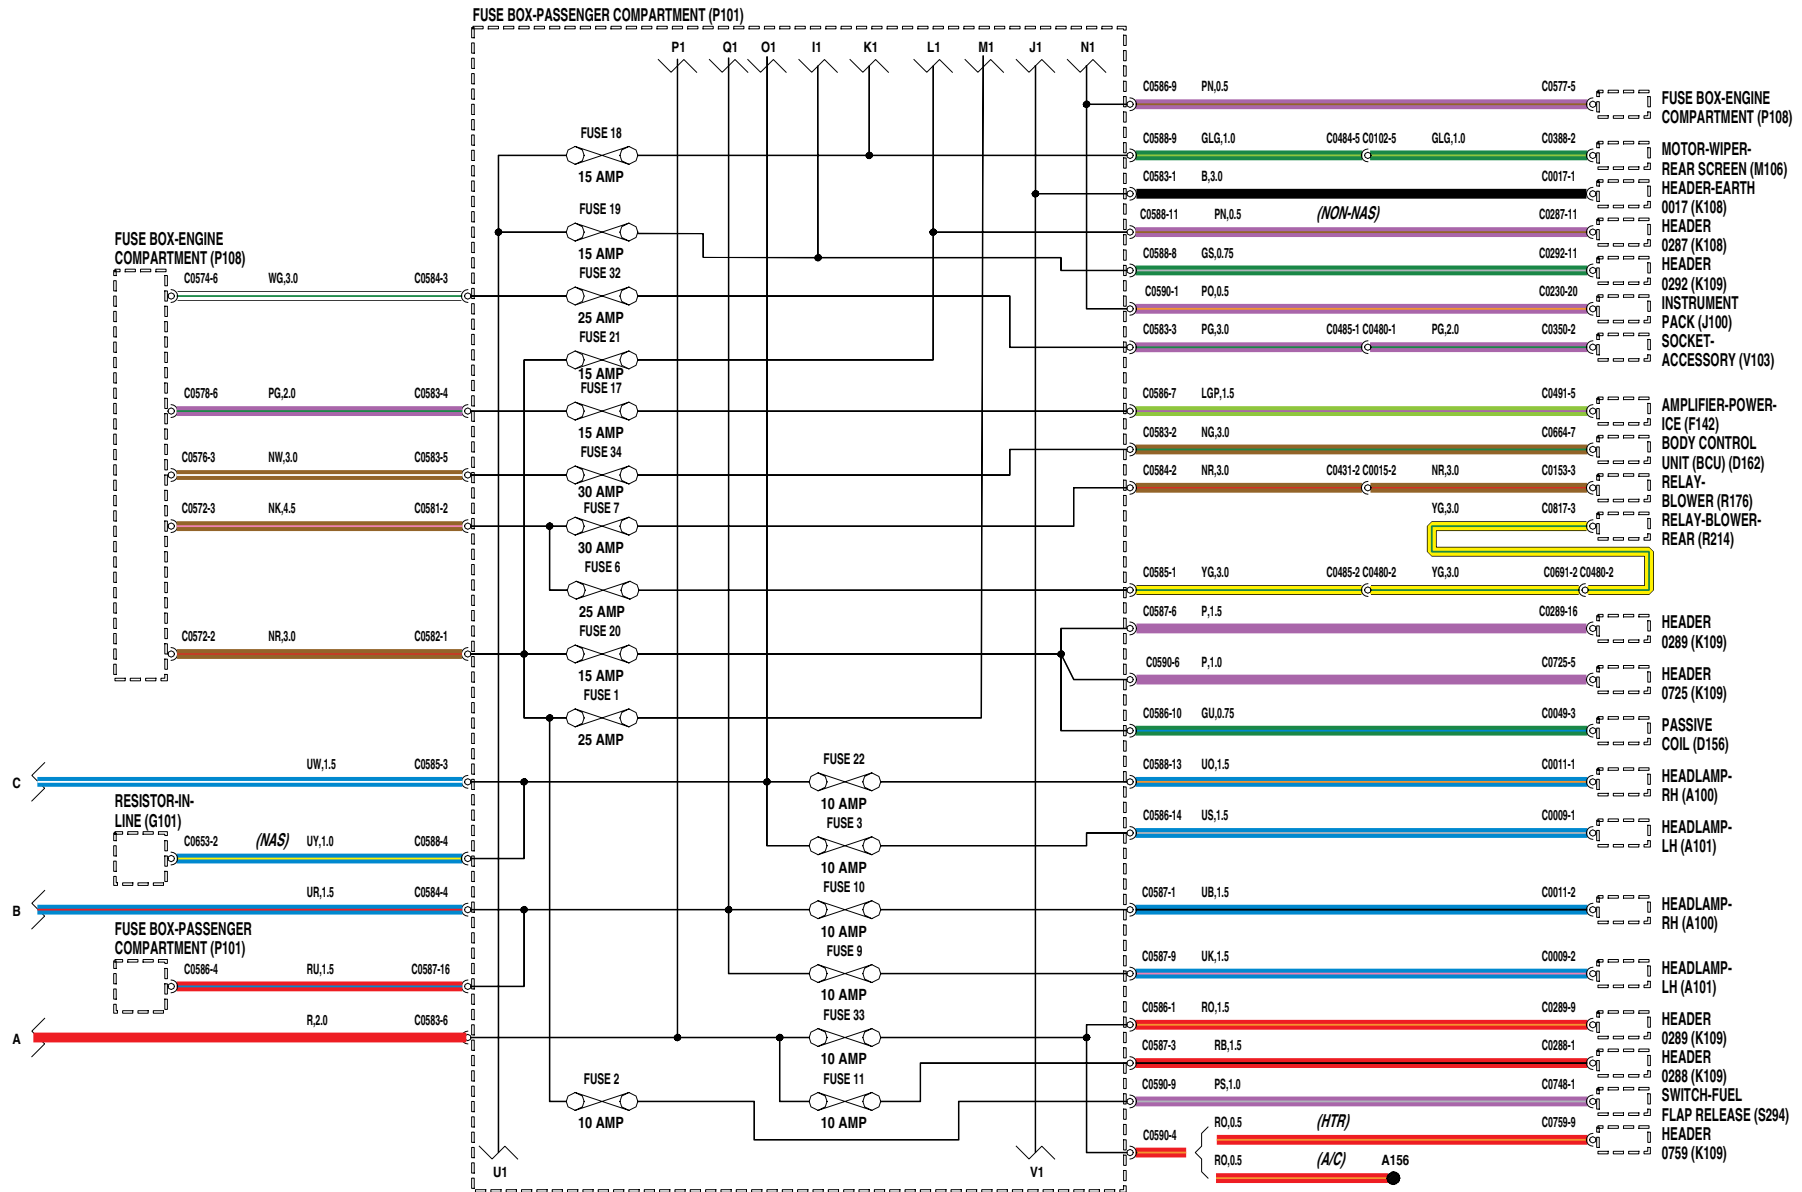 FUSE BOX-PASSENGER COMPARTMENT (P101)
P1 Q1 O1 I1 K1 L1 M1 J1 N1
C0586-9 PN,0.5 C0577-5
FUSE BOX-ENGINE
COMPARTMENT (P108)
FUSE 18
15 AMP
C0588-9 GLG,1.0 C0484-5 C0102-5 GLG,1.0 C0388-2
MOTOR-WIPER-
REAR SCREEN (M106)
C0583-1 B,3.0 C0017-1
HEADER-EARTH
0017 (K108)
FUSE 19
15 AMP
C0588-11 PN,0.5 (NON-NAS) C0287-11
HEADER
0287 (K108)
C0588-8 GS,0.75 C0292-11
HEADER
0292 (K109)
FUSE BOX-ENGINE
COMPARTMENT (P108)
C0574-6 WG,3.0 C0584-3
FUSE 32
25 AMP
C0590-1 PO,0.5 C0230-20
INSTRUMENT
PACK (J100)
C0583-3 PG,3.0 C0485-1 C0480-1 PG,2.0 C0350-2
SOCKET-
ACCESSORY (V103)
FUSE 21
15 AMP
C0578-6 PG,2.0 C0583-4
FUSE 17
15 AMP
C0586-7 LGP,1.5 C0491-5
AMPLIFIER-POWER-
ICE (F142)
C0583-2 NG,3.0 C0664-7
BODY CONTROL
UNIT (BCU) (D162)
C0576-3 NW,3.0 C0583-5
FUSE 34
30 AMP
C0584-2 NR,3.0 C0431-2 C0015-2 NR,3.0 C0153-3
RELAY-
BLOWER (R176)
C0572-3 NK,4.5 C0581-2
FUSE 7
30 AMP
YG,3.0 C0817-3
RELAY-BLOWER-
REAR (R214)
FUSE 6
25 AMP
C0585-1 YG,3.0 C0485-2 C0480-2 YG,3.0 C0691-2 C0480-2
C0587-6 P,1.5 C0289-16
HEADER
0289 (K109)
C0572-2 NR,3.0 C0582-1
FUSE 20
15 AMP
C0590-6 P,1.0 C0725-5
HEADER
0725 (K109)
FUSE 1
25 AMP
C0586-10 GU,0.75 C0049-3
PASSIVE
COIL (D156)
C UW,1.5 C0585-3
FUSE 22
10 AMP
C0588-13 UO,1.5 C0011-1
HEADLAMP-
RH (A100)
RESISTOR-IN-
LINE (G101)
C0653-2 (NAS) UY,1.0 C0588-4
FUSE 3
10 AMP
C0586-14 US,1.5 C0009-1
HEADLAMP-
LH (A101)
B UR,1.5 C0584-4
FUSE 10
10 AMP
C0587-1 UB,1.5 C0011-2
HEADLAMP-
RH (A100)
FUSE BOX-PASSENGER
COMPARTMENT (P101)
C0586-4 RU,1.5 C0587-16
FUSE 9
10 AMP
C0587-9 UK,1.5 C0009-2
HEADLAMP-
LH (A101)
A R,2.0 C0583-6
FUSE 33
10 AMP
C0586-1 RO,1.5 C0289-9
HEADER
0289 (K109)
C0587-3 RB,1.5 C0288-1
HEADER
0288 (K109)
FUSE 2
10 AMP
FUSE 11
10 AMP
C0590-9 PS,1.0 C0748-1
SWITCH-FUEL
FLAP RELEASE (S294)
C0590-4
RO,0.5 (HTR) C0759-9
HEADER
0759 (K109)
RO,0.5 (A/C) A156
U1 V1